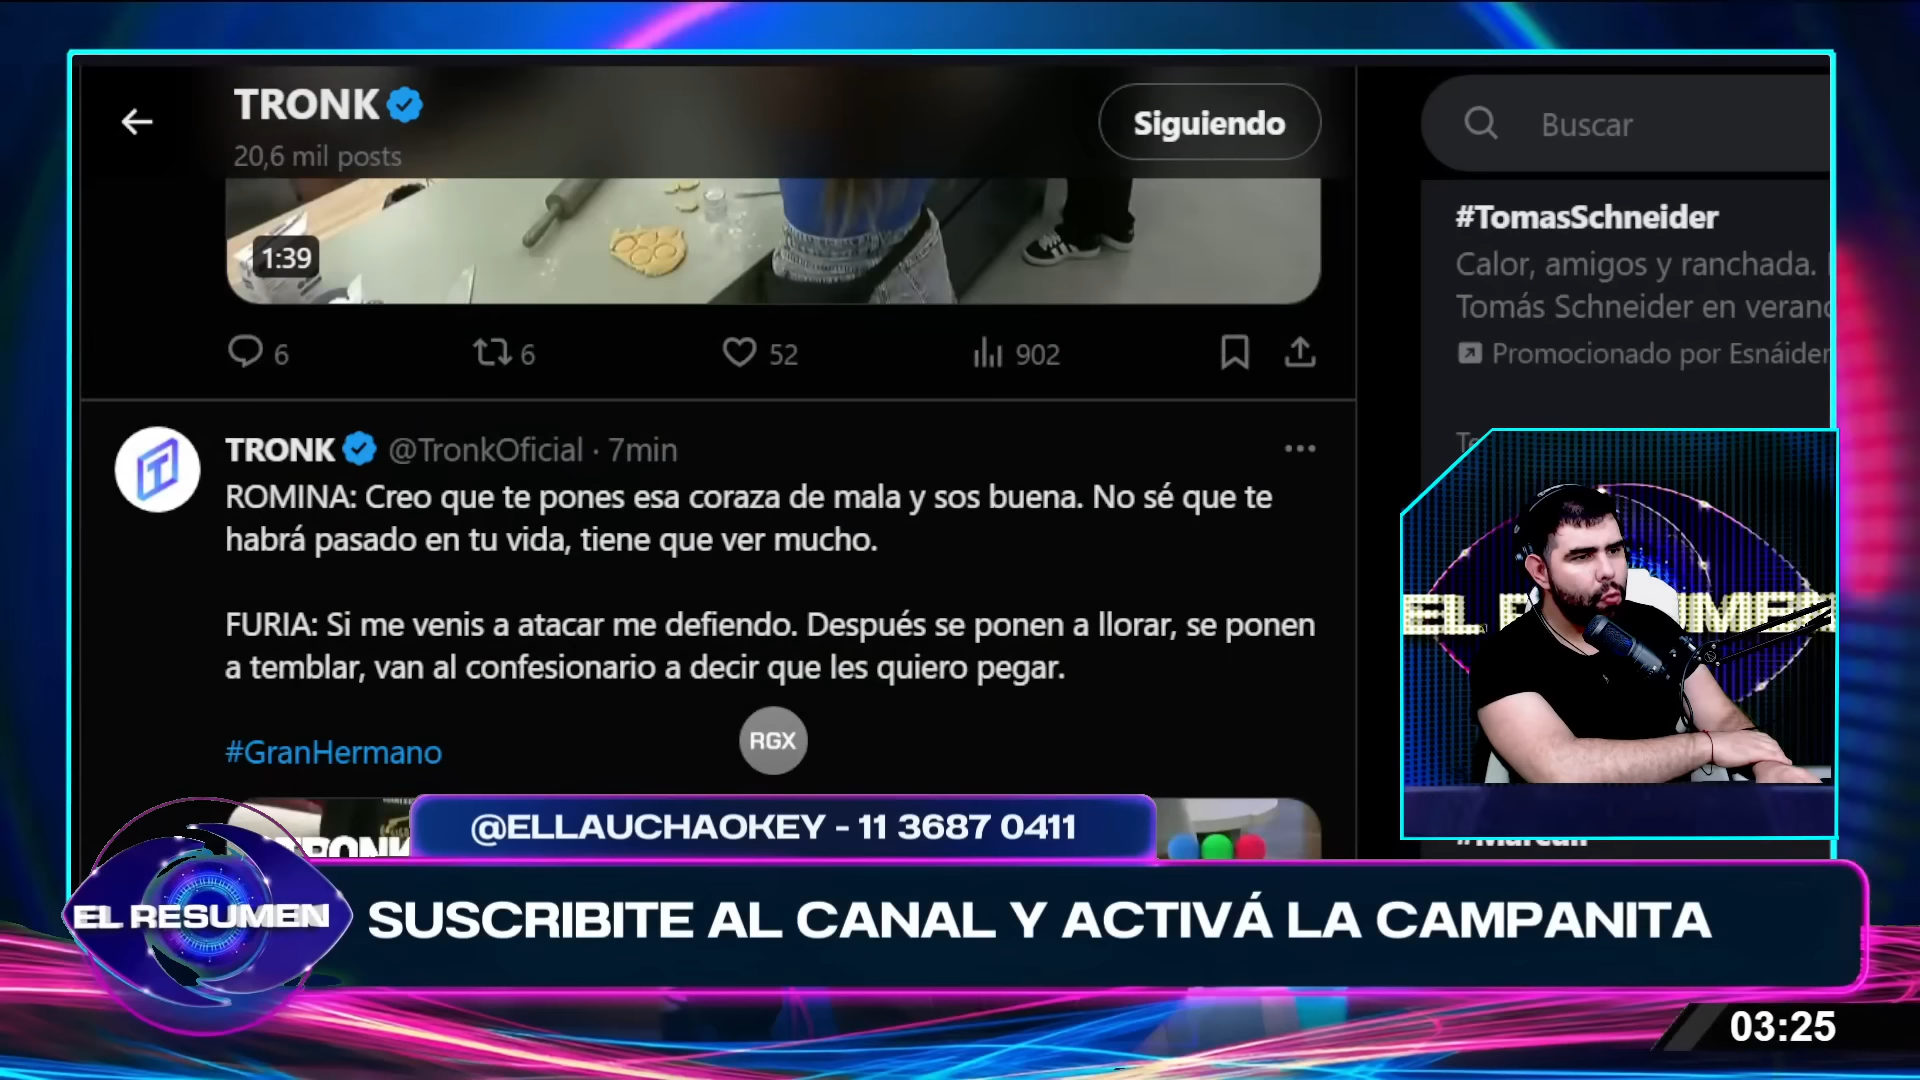 TRONK
20,6 mil posts
Siguiendo
Buscar
1:39
#TomasSchneider
Calor, amigos y ranchada.
Tomás Schneider en verano
Promocionado por Esnáider
6
6
52
902
TRONK @TronkOficial · 7min
ROMINA: Creo que te pones esa coraza de mala y sos buena. No sé que te
habrá pasado en tu vida, tiene que ver mucho.
FURIA: Si me venis a atacar me defiendo. Después se ponen a llorar, se ponen
a temblar, van al confesionario a decir que les quiero pegar.
#GranHermano
RGX
EL RESUMEN
TRONK
@ELLAUCHAOKEY - 11 3687 0411
EL RESUMEN
SUSCRIBITE AL CANAL Y ACTIVÁ LA CAMPANITA
03:25